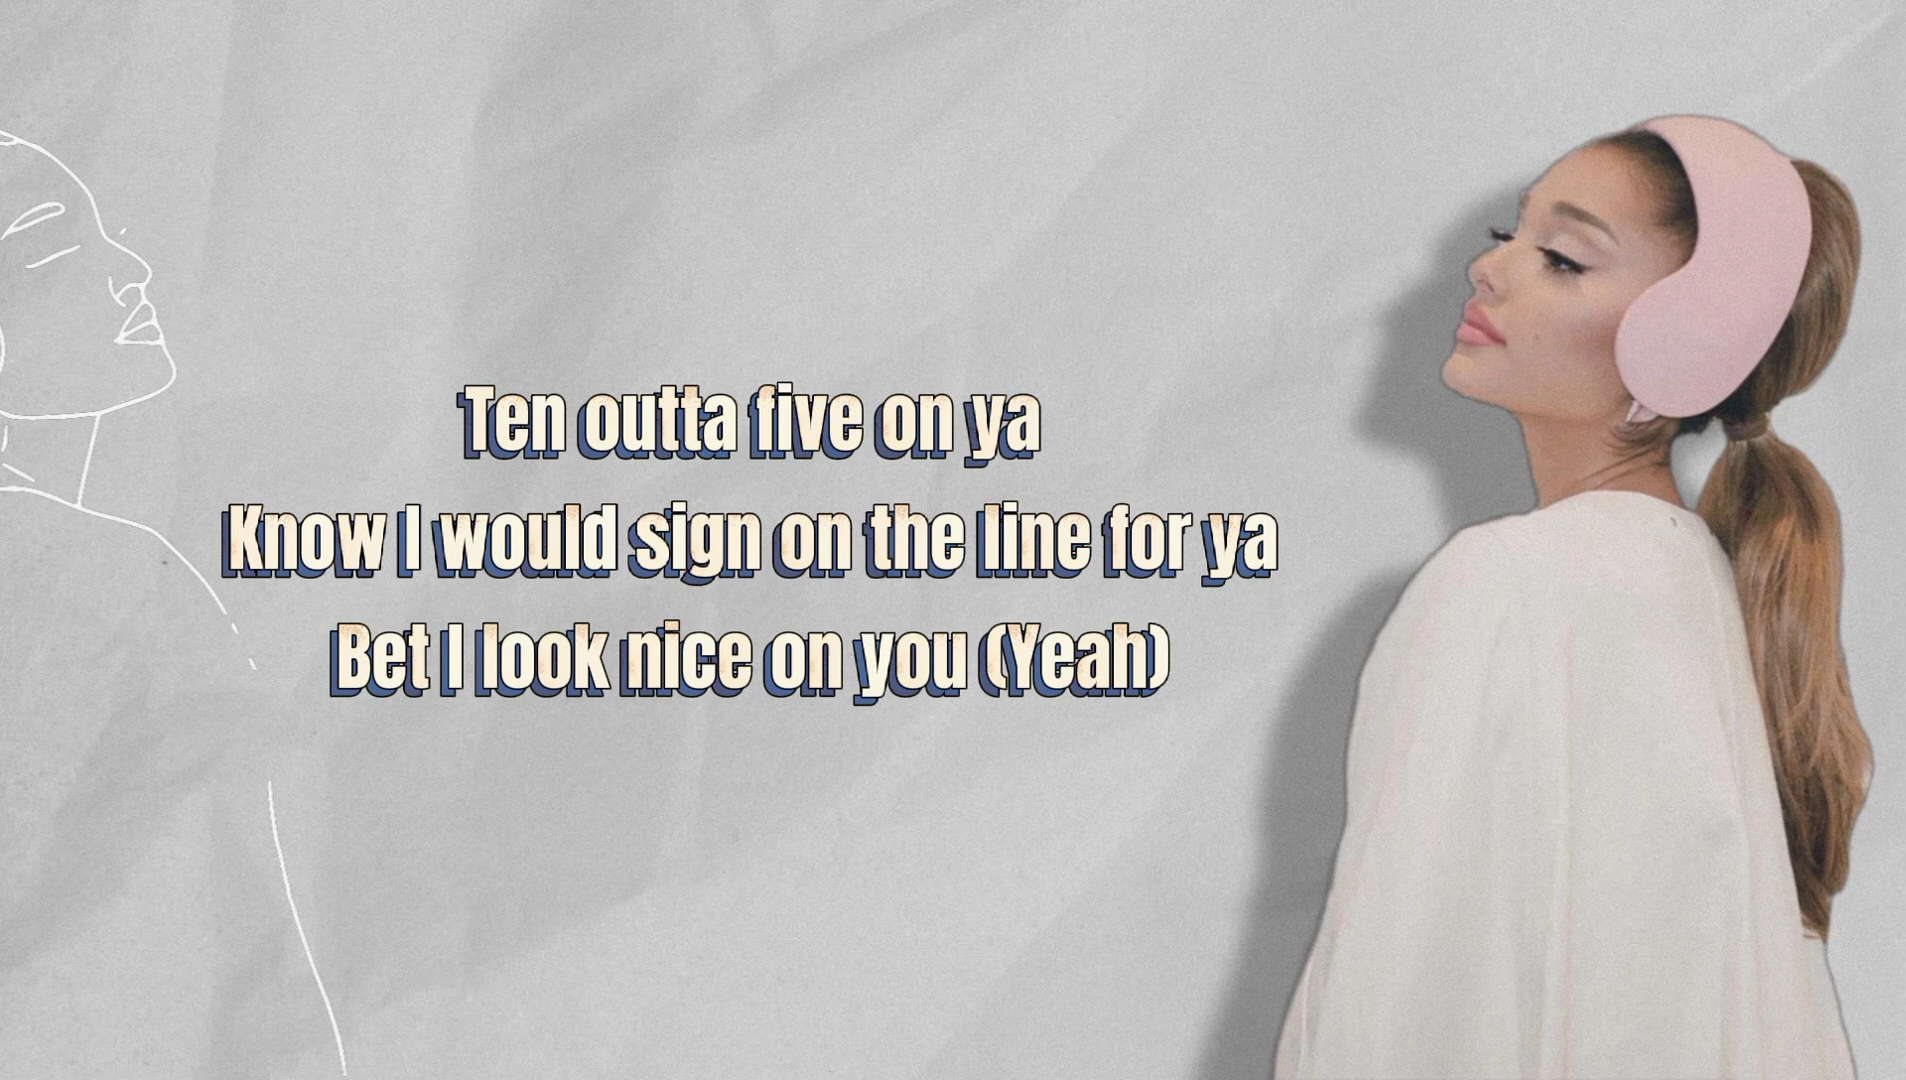 Ten outta five on ya
Know I would sign on the line for ya
Bet I look nice on you (Yeah)